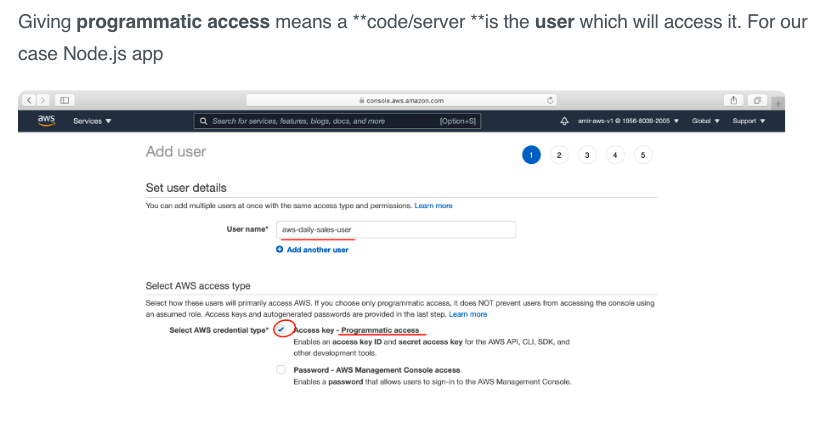 Giving programmatic access means a **code/server **is the user which will access it. For our
case Node.js app
console.aws.amazon.com
aws Services Search for services, features, blogs, docs, and more [Option+S] amir-aws-v1 @ 1956-8039-2005 Global Support
Add user
1 2 3 4 5
Set user details
You can add multiple users at once with the same access type and permissions. Learn more
User name* aws-daily-sales-user
Add another user
Select AWS access type
Select how these users will primarily access AWS. If you choose only programmatic access, it does NOT prevent users from accessing the console using
an assumed role. Access keys and autogenerated passwords are provided in the last step. Learn more
Select AWS credential type* Access key - Programmatic access
Enables an access key ID and secret access key for the AWS API, CLI, SDK, and
other development tools.
Password - AWS Management Console access
Enables a password that allows users to sign-in to the AWS Management Console.